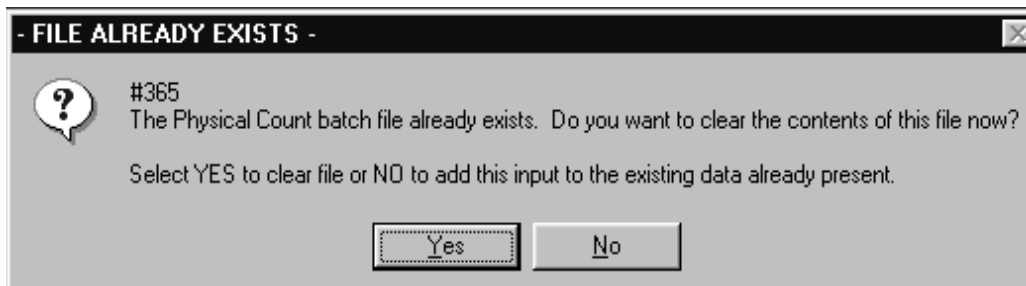 - FILE ALREADY EXISTS -
#365
The Physical Count batch file already exists.  Do you want to clear the contents of this file now?
Select YES to clear file or NO to add this input to the existing data already present.
Yes
No